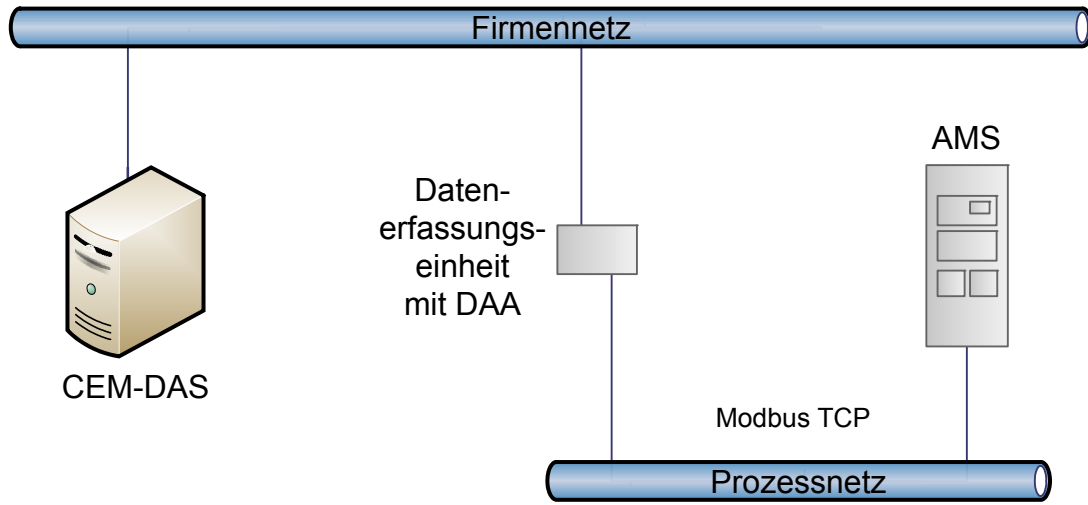 Firmennetz
AMS
Daten-
erfassungs-
einheit
mit DAA
CEM-DAS
Modbus TCP
Prozessnetz